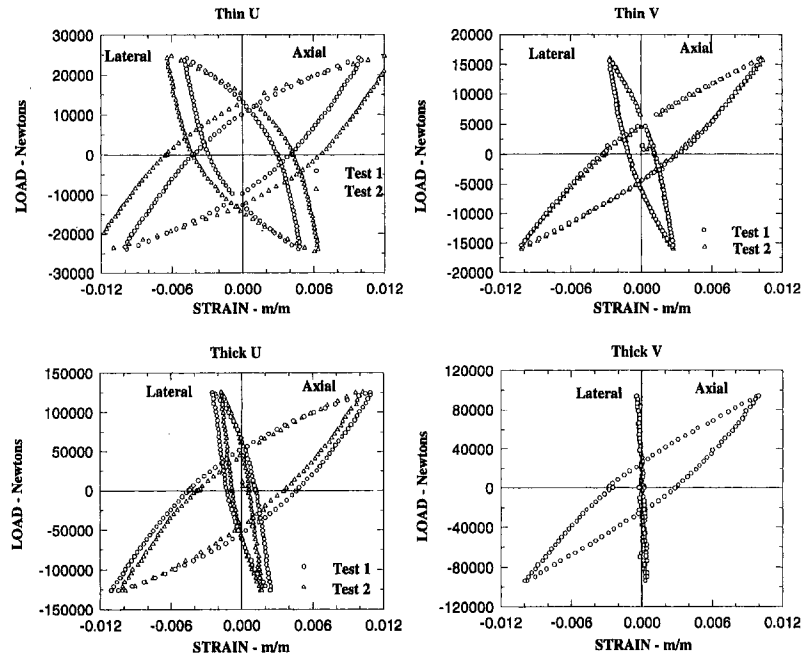 Thin U
30000
20000
10000
0
-10000
-20000
-30000
LOAD - Newtons
Lateral
Axial
Test 1
Test 2
-0.012
-0.006
0.000
0.006
0.012
STRAIN - m/m
Thin V
20000
15000
10000
5000
0
-5000
-10000
-15000
-20000
LOAD - Newtons
Lateral
Axial
Test 1
Test 2
-0.012
-0.006
0.000
0.006
0.012
STRAIN - m/m
Thick U
150000
100000
50000
0
-50000
-100000
-150000
LOAD - Newtons
Lateral
Axial
Test 1
Test 2
-0.012
-0.006
0.000
0.006
0.012
STRAIN - m/m
Thick V
120000
80000
40000
0
-40000
-80000
-120000
LOAD - Newtons
Lateral
Axial
-0.012
-0.006
0.000
0.006
0.012
STRAIN - m/m